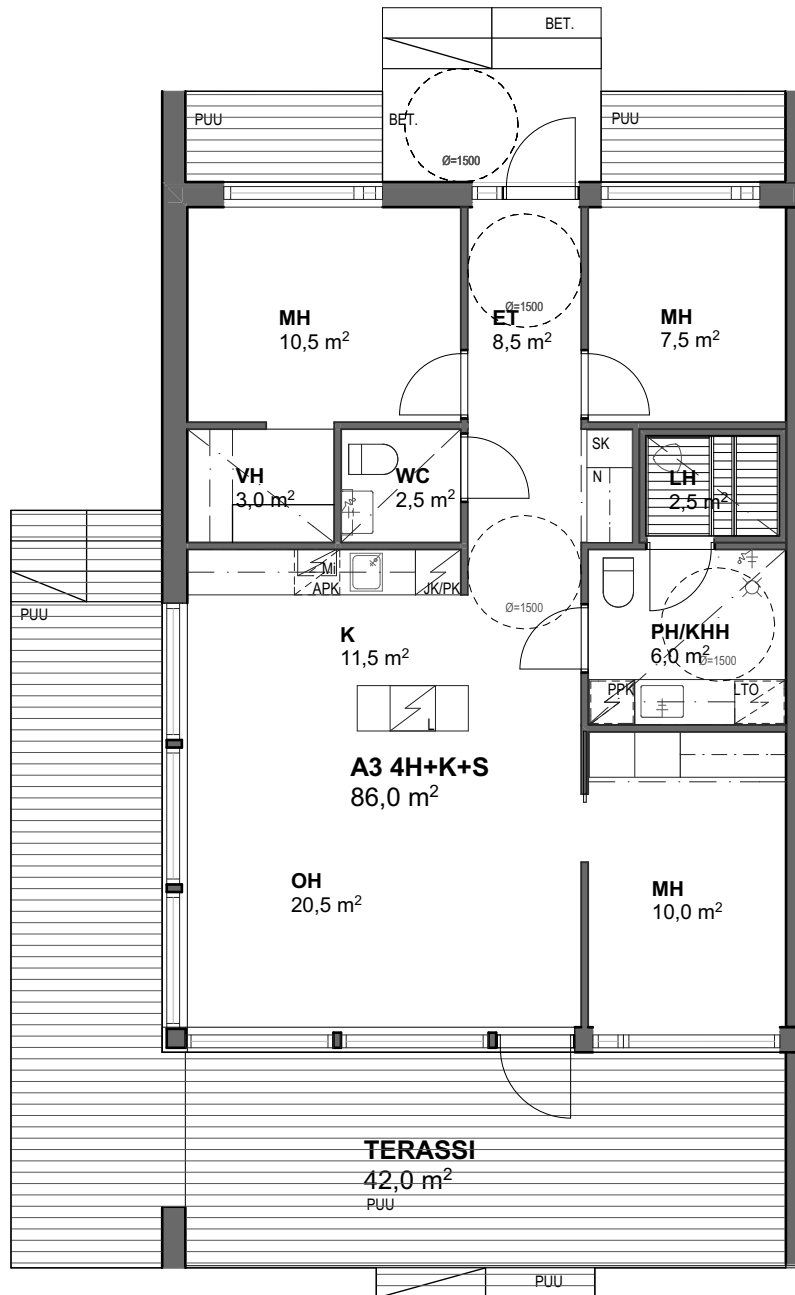 BET.
PUU
BET.
PUU
Ø=1500
MH
10,5 m²
Ø=1500
ET
8,5 m²
MH
7,5 m²
SK
N
VH
3,0 m²
WC
2,5 m²
LH
2,5 m²
Mi
APK
JK/PK
PUU
Ø=1500
K
11,5 m²
PH/KHH
6,0 m²
Ø=1500
PPK
LTO
L
A3 4H+K+S
86,0 m²
OH
20,5 m²
MH
10,0 m²
TERASSI
42,0 m²
PUU
PUU